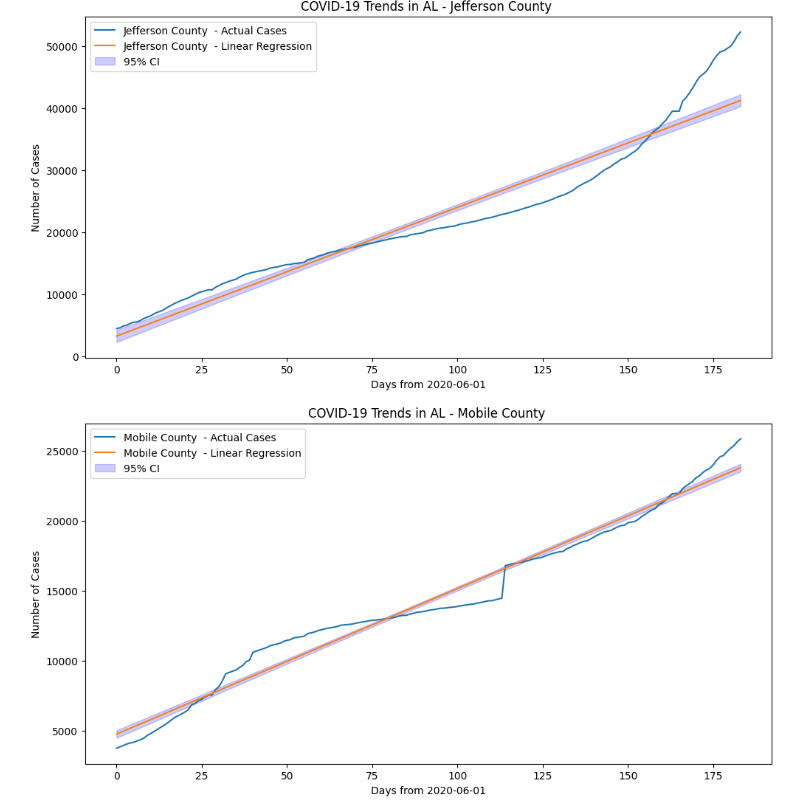 COVID-19 Trends in AL - Jefferson County
Jefferson County - Actual Cases
Jefferson County - Linear Regression
95% CI
50000
40000
30000
20000
10000
0
Number of Cases
0 25 50 75 100 125 150 175
Days from 2020-06-01
COVID-19 Trends in AL - Mobile County
Mobile County - Actual Cases
Mobile County - Linear Regression
95% CI
25000
20000
15000
10000
5000
Number of Cases
0 25 50 75 100 125 150 175
Days from 2020-06-01